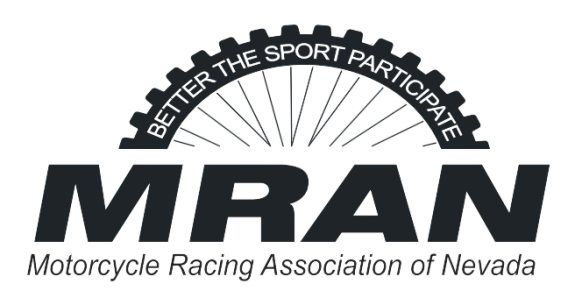 BETTER THE SPORT PARTICIPATE
MRAN
Motorcycle Racing Association of Nevada